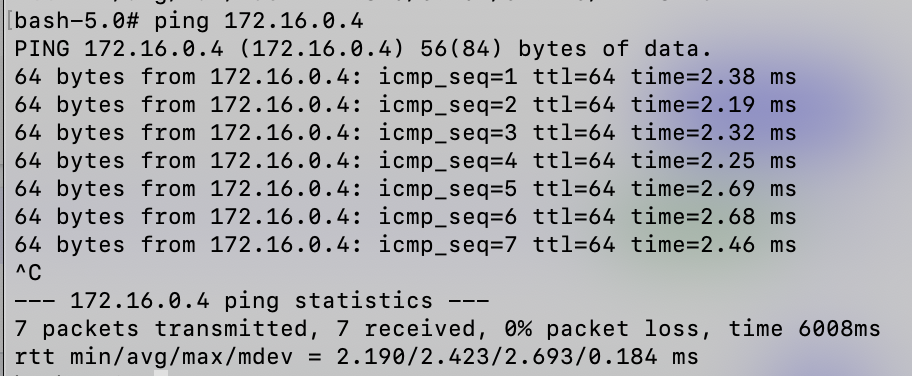 [bash-5.0# ping 172.16.0.4
PING 172.16.0.4 (172.16.0.4) 56(84) bytes of data.
64 bytes from 172.16.0.4: icmp_seq=1 ttl=64 time=2.38 ms
64 bytes from 172.16.0.4: icmp_seq=2 ttl=64 time=2.19 ms
64 bytes from 172.16.0.4: icmp_seq=3 ttl=64 time=2.32 ms
64 bytes from 172.16.0.4: icmp_seq=4 ttl=64 time=2.25 ms
64 bytes from 172.16.0.4: icmp_seq=5 ttl=64 time=2.69 ms
64 bytes from 172.16.0.4: icmp_seq=6 ttl=64 time=2.68 ms
64 bytes from 172.16.0.4: icmp_seq=7 ttl=64 time=2.46 ms
^C
--- 172.16.0.4 ping statistics ---
7 packets transmitted, 7 received, 0% packet loss, time 6008ms
rtt min/avg/max/mdev = 2.190/2.423/2.693/0.184 ms